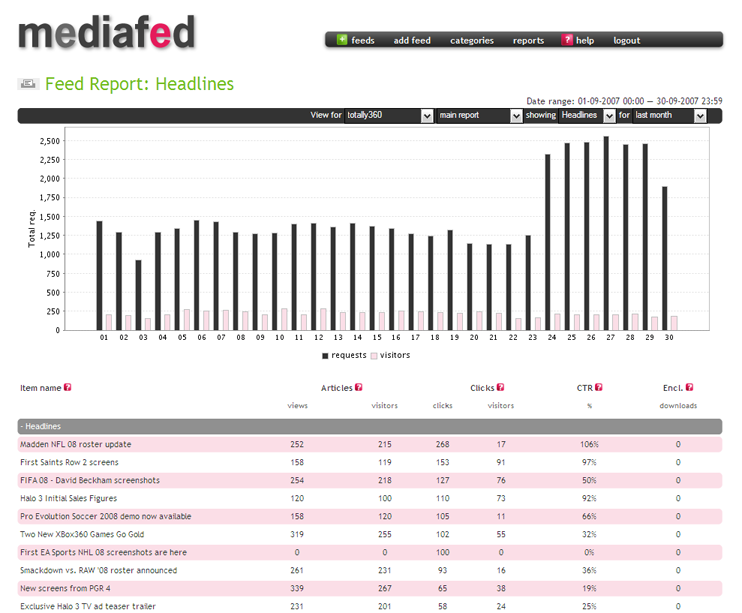 mediafed
feeds add feed categories reports help logout
Feed Report: Headlines
Date range: 01-09-2007 00:00 — 30-09-2007 23:59
View for totally360 main report showing Headlines for last month
2,500
2,250
2,000
1,750
1,500
1,250
1,000
750
500
250
0
Total req.
01 02 03 04 05 06 07 08 09 10 11 12 13 14 15 16 17 18 19 20 21 22 23 24 25 26 27 28 29 30
requests visitors
Item name ? Articles ? Clicks ? CTR ? Encl. ?
views visitors clicks visitors % downloads
- Headlines
Madden NFL 08 roster update 252 215 268 17 106% 0
First Saints Row 2 screens 158 119 153 91 97% 0
FIFA 08 - David Beckham screenshots 254 218 127 76 50% 0
Halo 3 Initial Sales Figures 120 100 110 73 92% 0
Pro Evolution Soccer 2008 demo now available 158 120 105 11 66% 0
Two New XBox360 Games Go Gold 319 255 102 55 32% 0
First EA Sports NHL 08 screenshots are here 0 0 100 0 0% 0
Smackdown vs. RAW '08 roster announced 261 231 93 16 36% 0
New screens from PGR 4 339 267 65 38 19% 0
Exclusive Halo 3 TV ad teaser trailer 231 201 58 24 25% 0